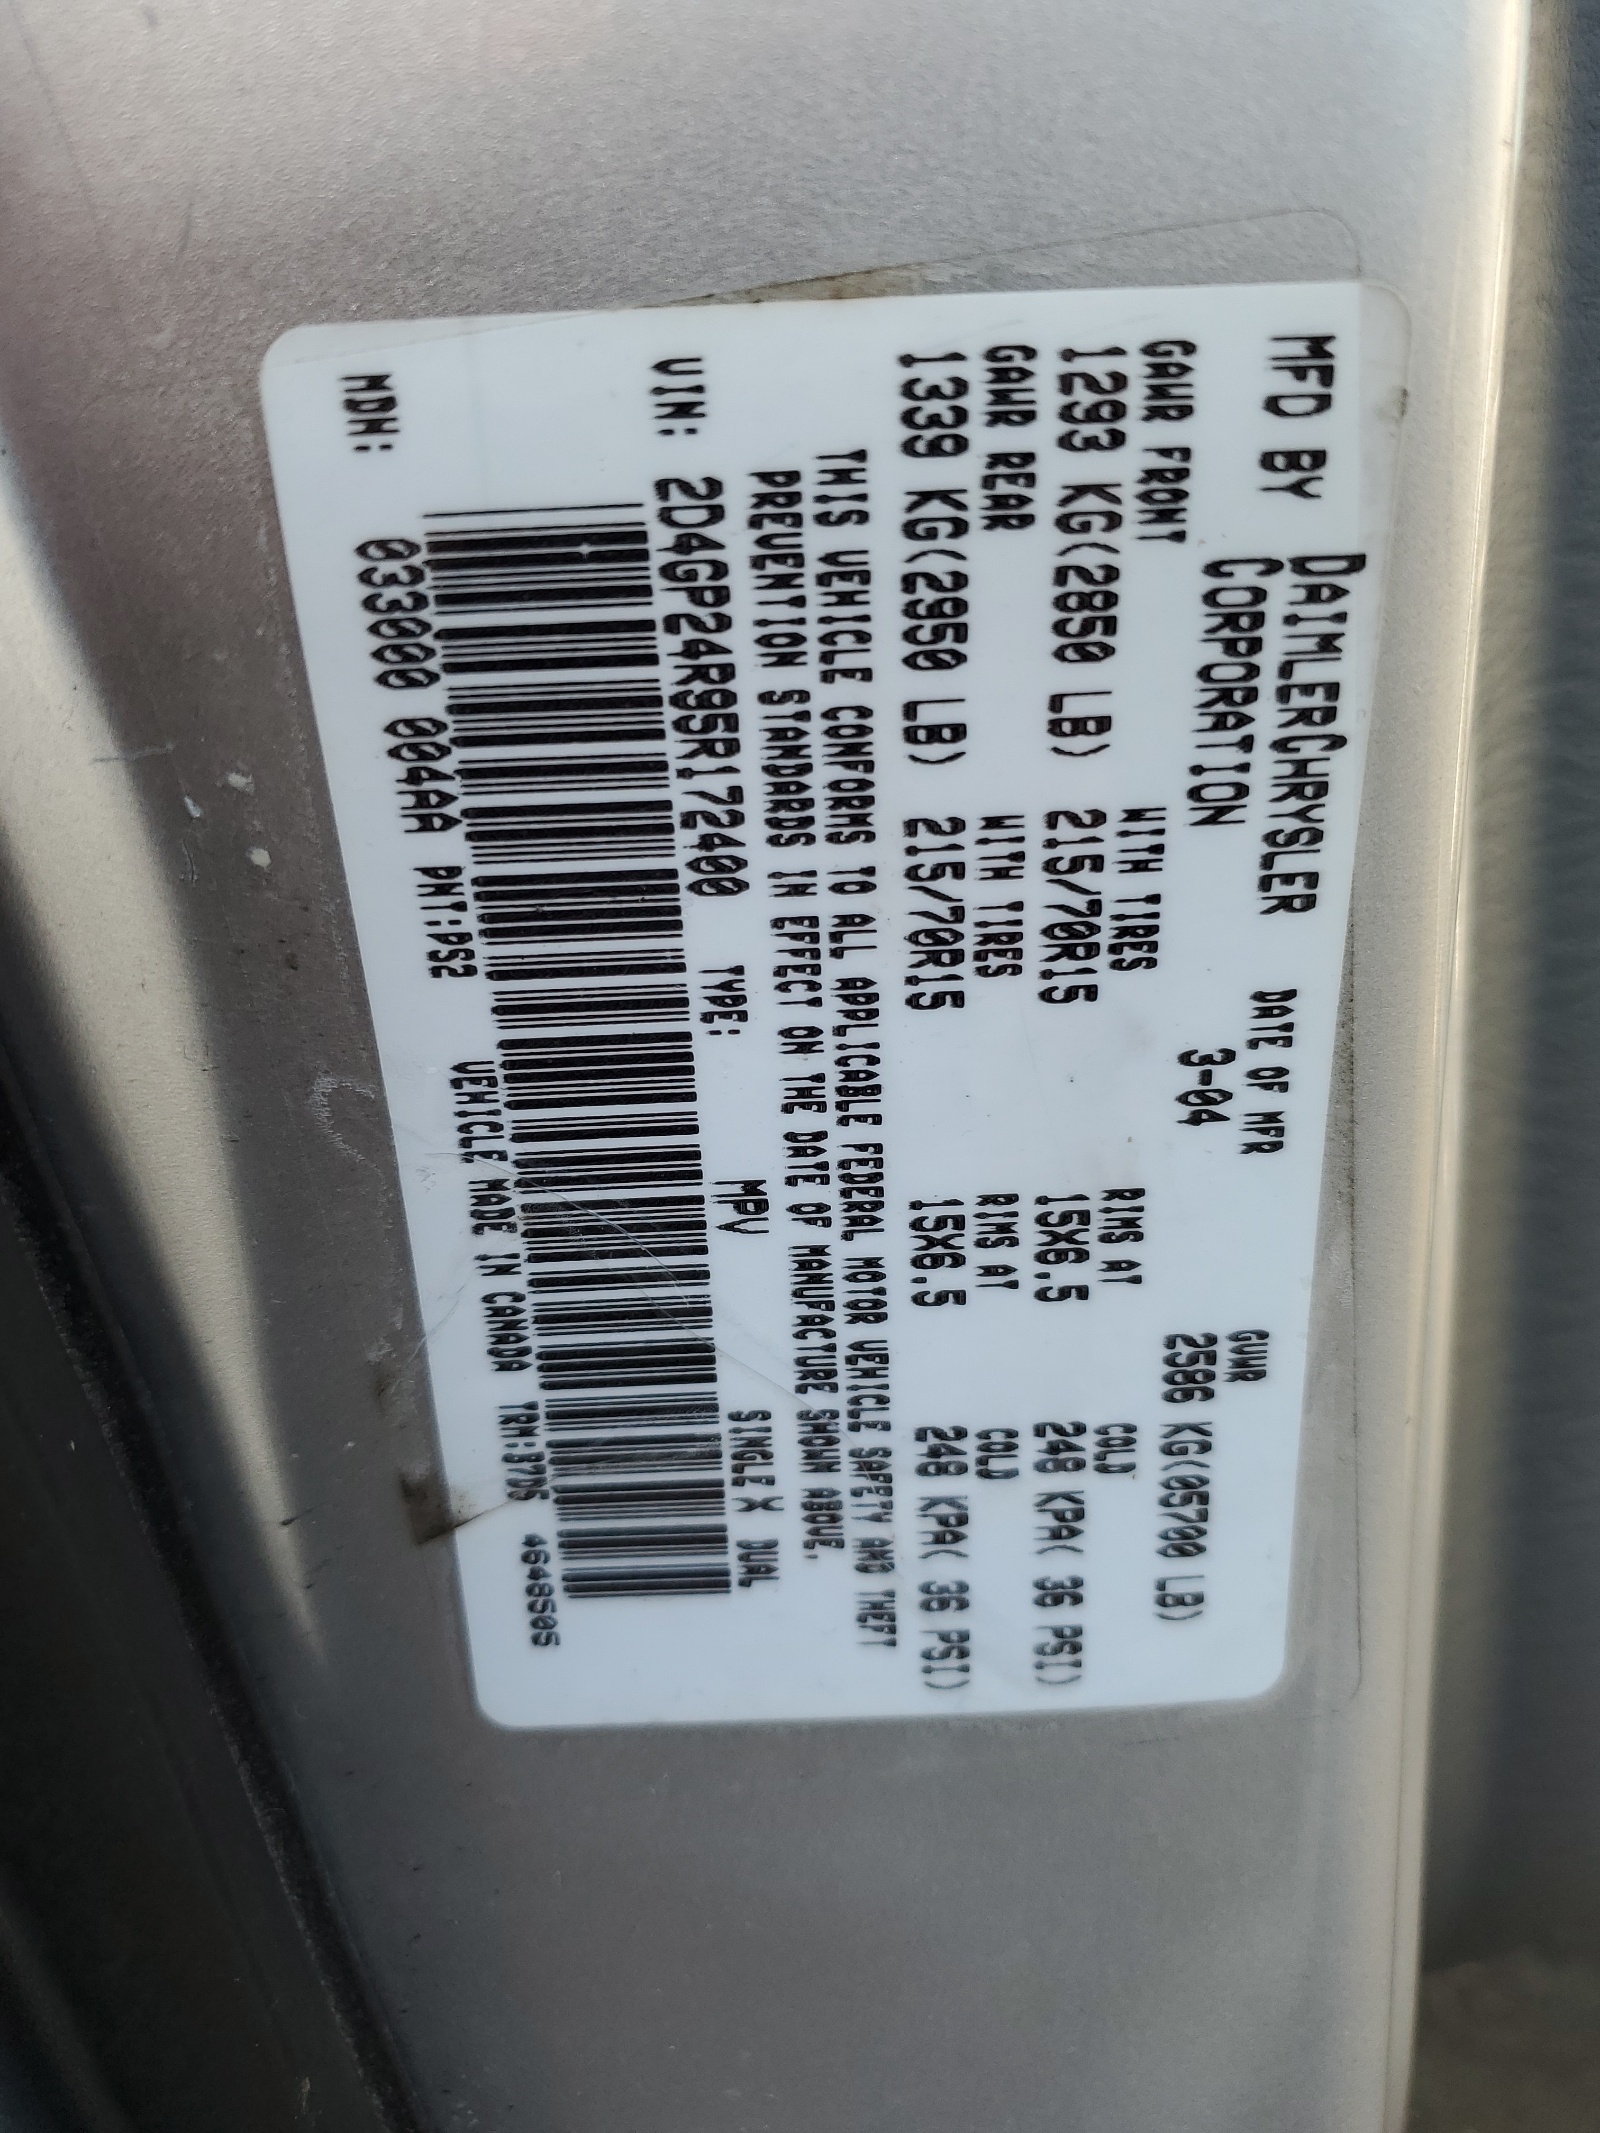 MFD BY DAIMLERCHRYSLER CORPORATION
DATE OF MFR 3-04
GVWR 2586 KG(05700 LB)
GAWR FRONT WITH TIRES RIMS AT COLD
1293 KG(2850 LB) 215/70R15 15X6.5 248 KPA( 36 PSI)
GAWR REAR WITH TIRES RIMS AT COLD
1339 KG(2950 LB) 215/70R15 15X6.5 248 KPA( 36 PSI)
THIS VEHICLE CONFORMS TO ALL APPLICABLE FEDERAL MOTOR VEHICLE SAFETY AND THEFT
PREVENTION STANDARDS IN EFFECT ON THE DATE OF MANUFACTURE SHOWN ABOVE.
VIN: 2D4GP24R95R172400 TYPE: MPV SINGLE X DUAL
MDH: 033000 004AA PNT:PS2 VEHICLE MADE IN CANADA TRM: 4648505